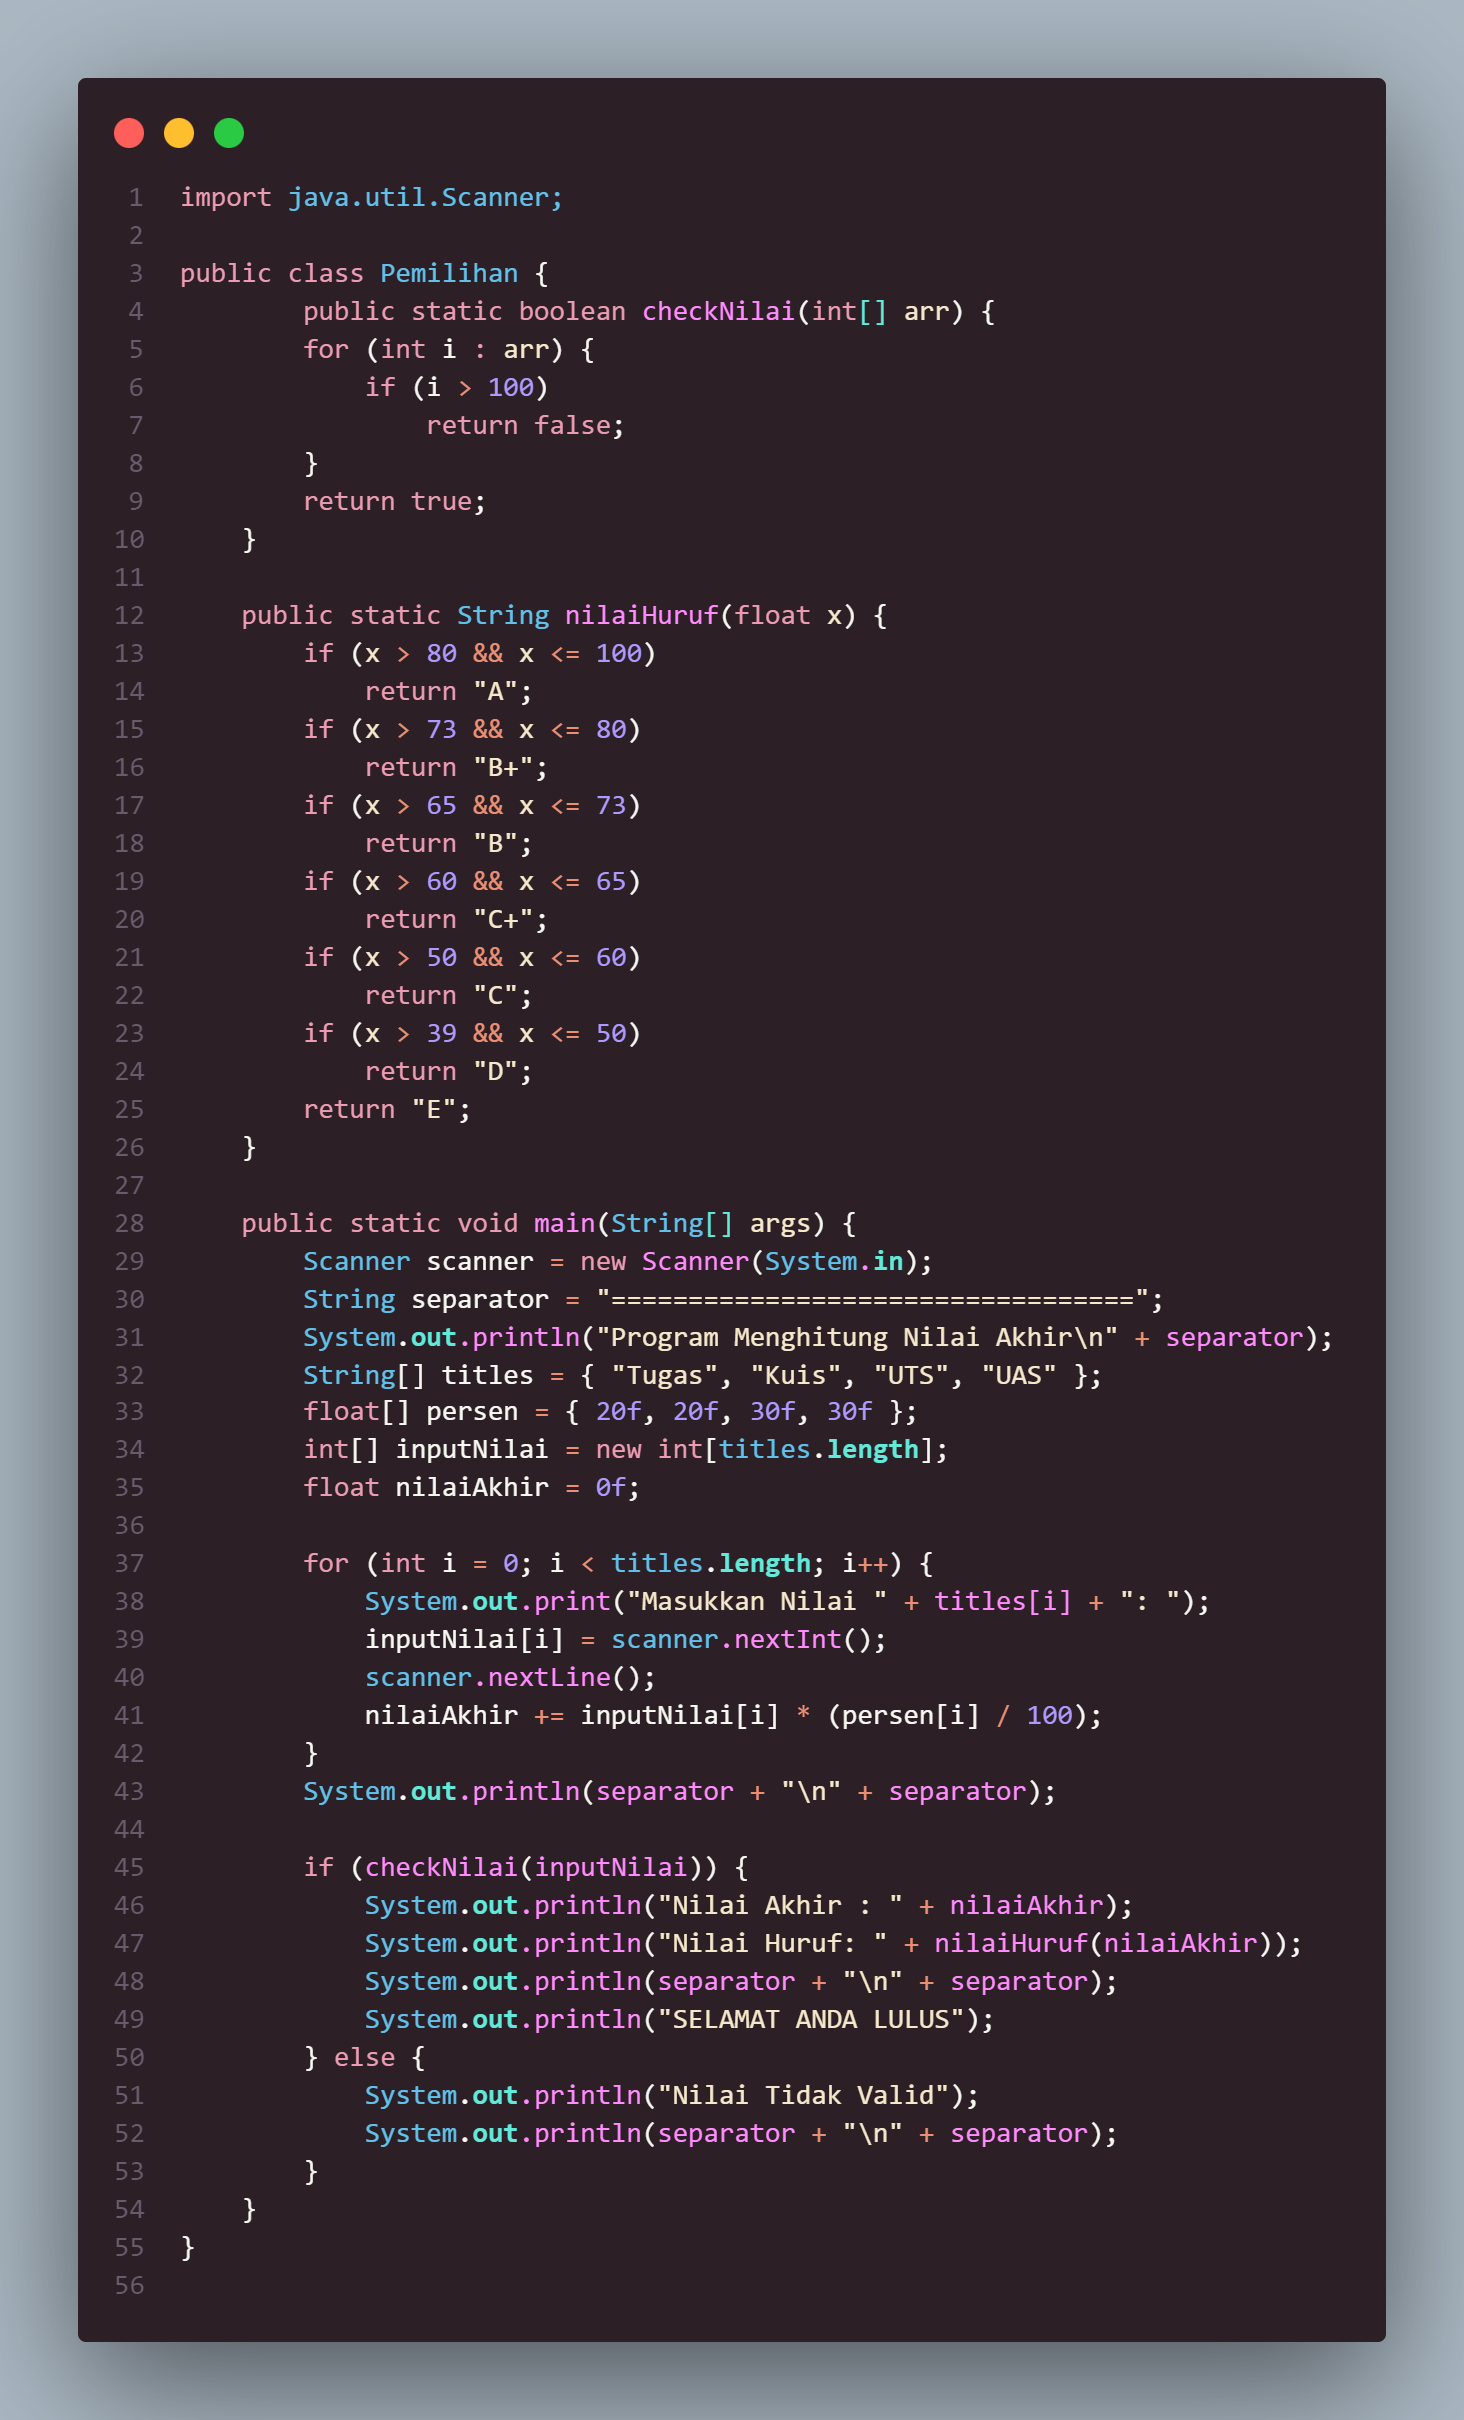 1 import java.util.Scanner;
2
3 public class Pemilihan {
4         public static boolean checkNilai(int[] arr) {
5         for (int i : arr) {
6             if (i > 100)
7                 return false;
8         }
9         return true;
10     }
11
12     public static String nilaiHuruf(float x) {
13         if (x > 80 && x <= 100)
14             return "A";
15         if (x > 73 && x <= 80)
16             return "B+";
17         if (x > 65 && x <= 73)
18             return "B";
19         if (x > 60 && x <= 65)
20             return "C+";
21         if (x > 50 && x <= 60)
22             return "C";
23         if (x > 39 && x <= 50)
24             return "D";
25         return "E";
26     }
27
28     public static void main(String[] args) {
29         Scanner scanner = new Scanner(System.in);
30         String separator = "==================================";
31         System.out.println("Program Menghitung Nilai Akhir\n" + separator);
32         String[] titles = { "Tugas", "Kuis", "UTS", "UAS" };
33         float[] persen = { 20f, 20f, 30f, 30f };
34         int[] inputNilai = new int[titles.length];
35         float nilaiAkhir = 0f;
36
37         for (int i = 0; i < titles.length; i++) {
38             System.out.print("Masukkan Nilai " + titles[i] + ": ");
39             inputNilai[i] = scanner.nextInt();
40             scanner.nextLine();
41             nilaiAkhir += inputNilai[i] * (persen[i] / 100);
42         }
43         System.out.println(separator + "\n" + separator);
44
45         if (checkNilai(inputNilai)) {
46             System.out.println("Nilai Akhir : " + nilaiAkhir);
47             System.out.println("Nilai Huruf: " + nilaiHuruf(nilaiAkhir));
48             System.out.println(separator + "\n" + separator);
49             System.out.println("SELAMAT ANDA LULUS");
50         } else {
51             System.out.println("Nilai Tidak Valid");
52             System.out.println(separator + "\n" + separator);
53         }
54     }
55 }
56